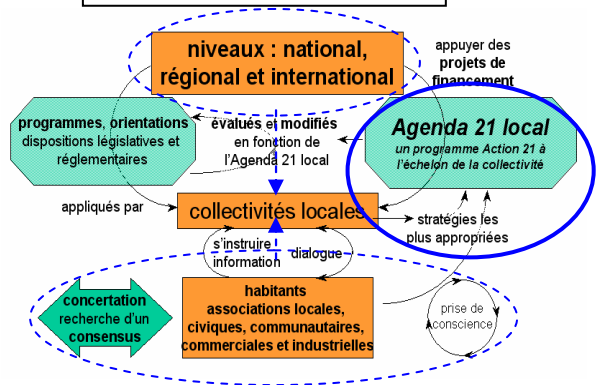 niveaux : national,
régional et international
appuyer des
projets de
financement
programmes, orientations
dispositions législatives et
réglementaires
évalués et modifiés
en fonction de
l'Agenda 21 local
Agenda 21 local
un programme Action 21 à
l'échelon de la collectivité
appliqués par
collectivités locales
stratégies les
plus appropriées
s'instruire
information
dialogue
concertation
recherche d'un
consensus
habitants
associations locales,
civiques, communautaires,
commerciales et industrielles
prise de
conscience